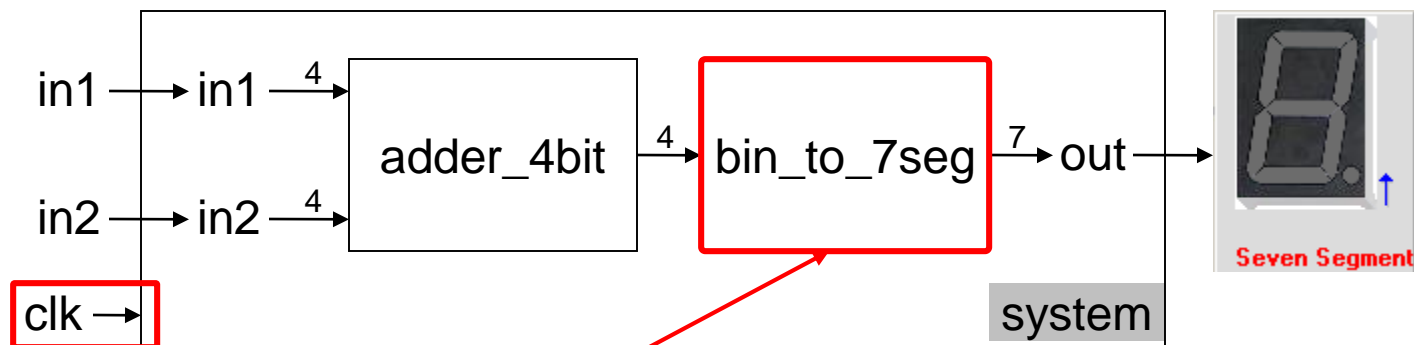 in1 in1 4
adder_4bit 4 bin_to_7seg 7 out
in2 in2 4
Seven Segment
clk
system